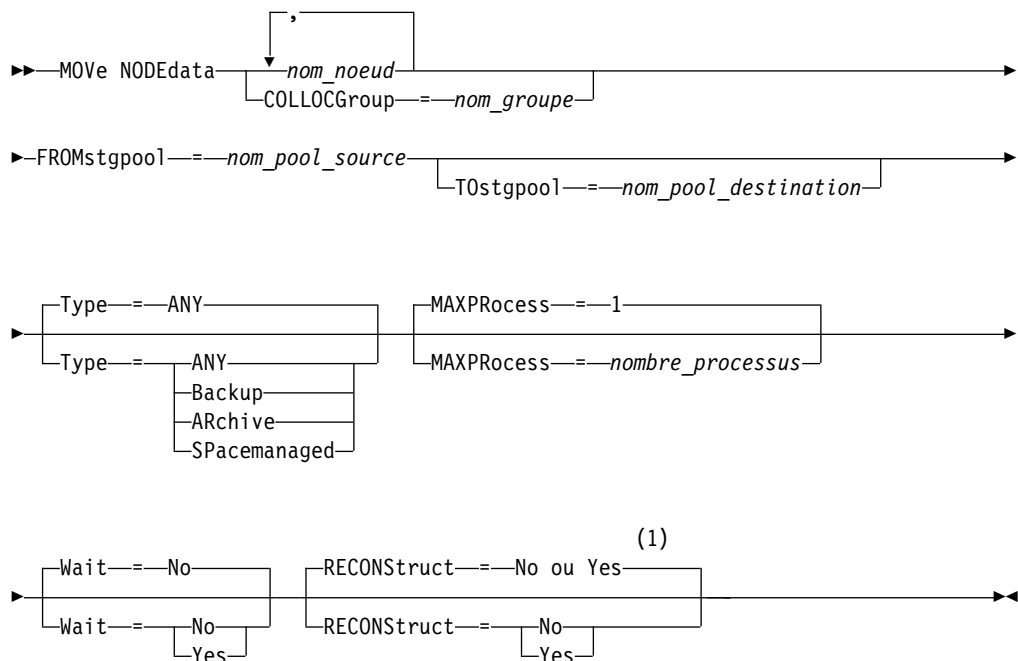 ,
MOVe NODEdata nom_noeud
COLLOCGroup = nom_groupe
FROMstgpool = nom_pool_source
TOstgpool = nom_pool_destination
Type = ANY MAXPRocess = 1
Type = ANY MAXPRocess = nombre_processus
Backup
ARchive
SPacemanaged
(1)
Wait = No RECONStruct = No ou Yes
Wait = No RECONStruct = No
Yes Yes